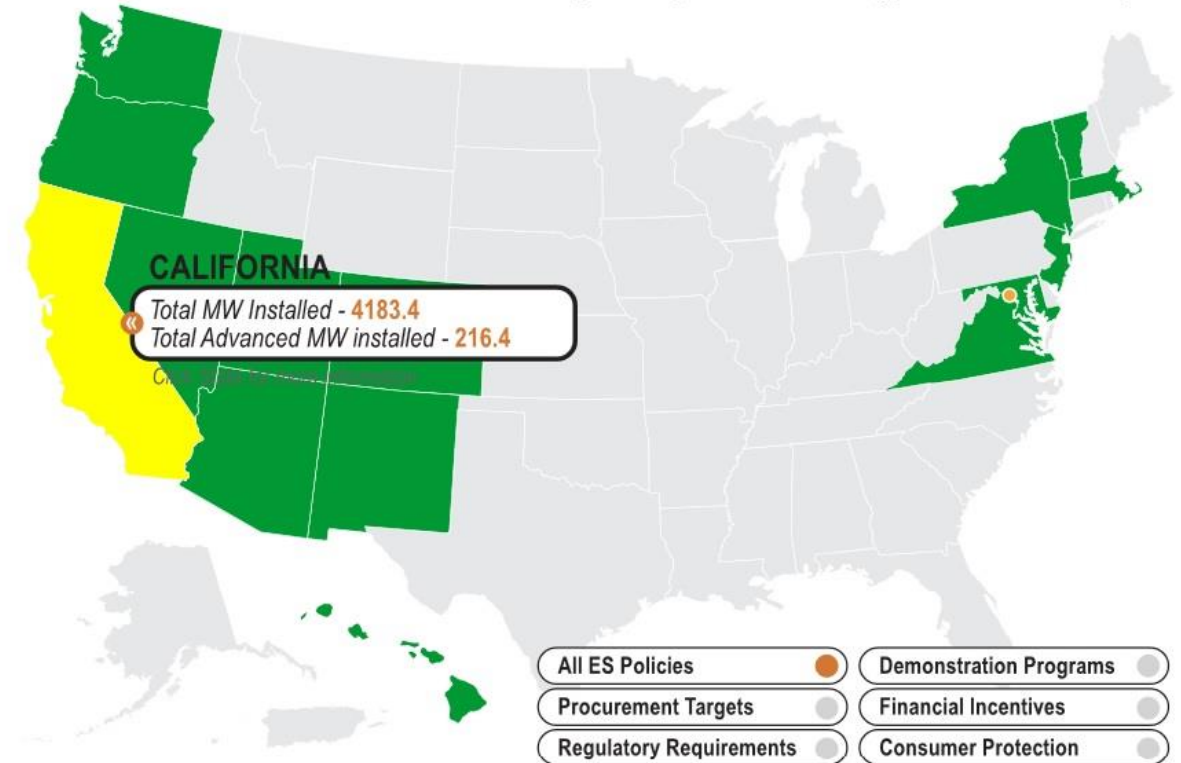 CALIFORNIA
Total MW Installed - 4183.4
«
Total Advanced MW installed - 216.4
All ES Policies
Demonstration Programs
Procurement Targets
Financial Incentives
Regulatory Requirements
Consumer Protection